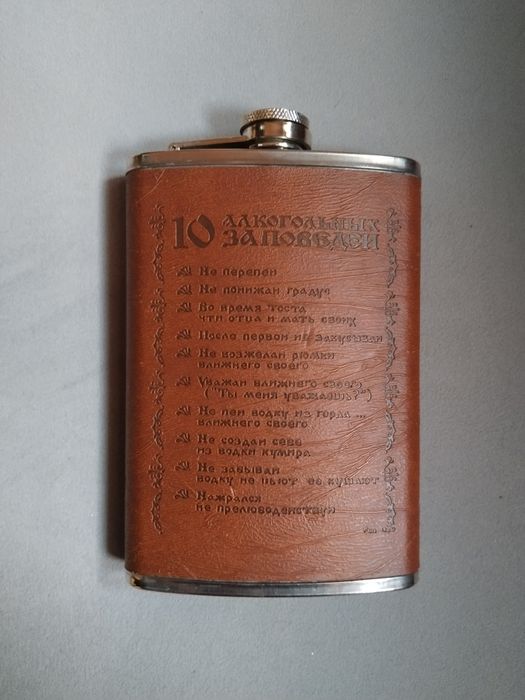 10 АЛКОГОЛЬНЫХ
ЗАПОВЕДЕЙ
Не перепей
Не понижай градус
Во время тоста
чти отца и мать своих
После первой не закусывай
Не возжелай рюмки
ближнего своего
Уважай ближнего своего
("Ты меня уважаешь?")
Не пей водку из горла ...
ближнего своего
Не создай себе
из водки кумира
Не забывай
водку не пьют её кушают
Нажрался
не прелюбодействуй